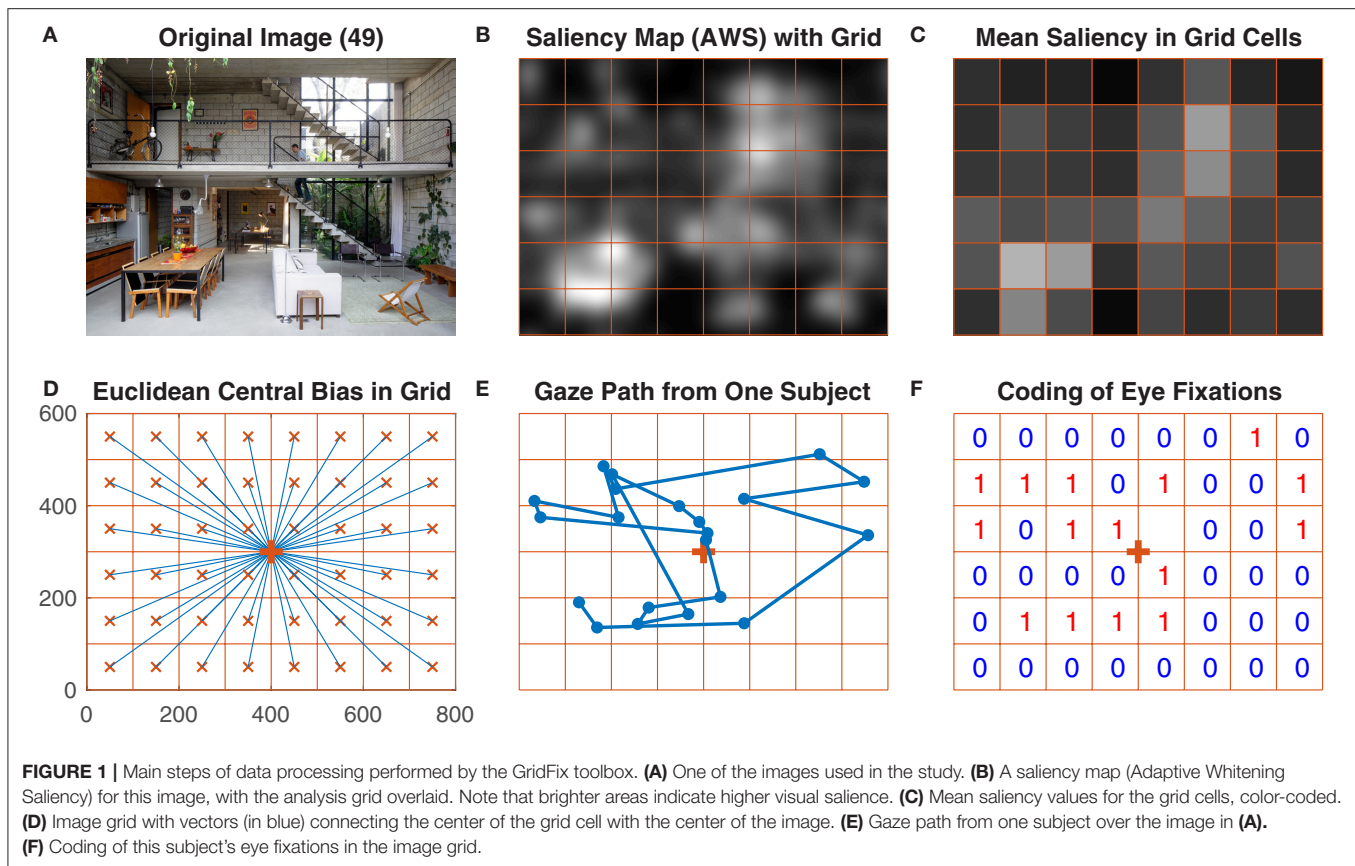 A Original Image (49)
B Saliency Map (AWS) with Grid
C Mean Saliency in Grid Cells
D Euclidean Central Bias in Grid
600
400
200
0
0 200 400 600 800
E Gaze Path from One Subject
F Coding of Eye Fixations
0 0 0 0 0 0 1 0
1 1 1 0 1 0 0 1
1 0 1 1 0 0 1
0 0 0 0 1 0 0 0
0 1 1 1 1 0 0 0
0 0 0 0 0 0 0 0
FIGURE 1 | Main steps of data processing performed by the GridFix toolbox. (A) One of the images used in the study. (B) A saliency map (Adaptive Whitening
Saliency) for this image, with the analysis grid overlaid. Note that brighter areas indicate higher visual salience. (C) Mean saliency values for the grid cells, color-coded.
(D) Image grid with vectors (in blue) connecting the center of the grid cell with the center of the image. (E) Gaze path from one subject over the image in (A).
(F) Coding of this subject's eye fixations in the image grid.